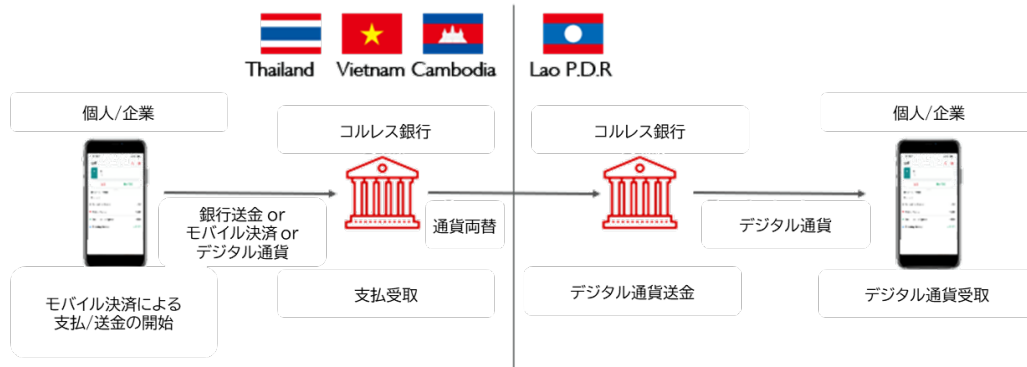 Thailand Vietnam Cambodia Lao P.D.R
個人/企業
コルレス銀行
コルレス銀行
個人/企業
銀行送金 or
モバイル決済 or
デジタル通貨
通貨両替
デジタル通貨
モバイル決済による
支払/送金の開始
支払受取
デジタル通貨送金
デジタル通貨受取